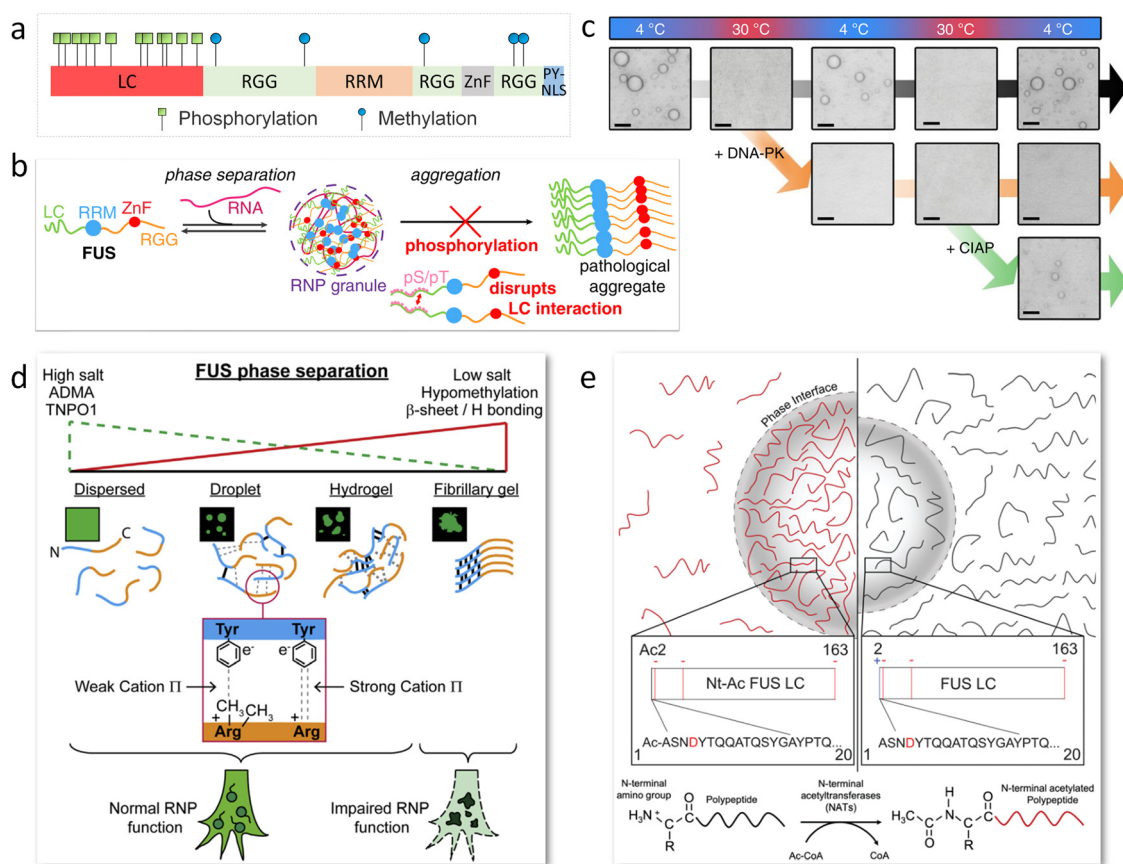 a
LC
RGG
RRM
RGG
ZnF
RGG
PY-
NLS
Phosphorylation
Methylation
b
phase separation
aggregation
LC
RRM
ZnF
RGG
FUS
RNA
RNP granule
phosphorylation
pS/pT
disrupts
LC interaction
pathological
aggregate
c
4 °C
30 °C
4 °C
30 °C
4 °C
+ DNA-PK
+ CIAP
d
FUS phase separation
High salt
ADMA
TNPO1
Low salt
Hypomethylation
β-sheet / H bonding
Dispersed
Droplet
Hydrogel
Fibrillary gel
N
C
Tyr
Tyr
e-
e-
Weak Cation Π
Strong Cation Π
CH3
CH3
+
+
Arg
Arg
Normal RNP
function
Impaired RNP
function
e
Phase Interface
Ac2
163
-
-
-
Nt-Ac FUS LC
Ac-ASNDYTQQATQSYGAYPTQ...
1
20
2
163
+
-
-
-
FUS LC
ASNDYTQQATQSYGAYPTQ...
1
20
N-terminal
amino group
Polypeptide
H3N+
O
R
N-terminal
acetyltransferases
(NATs)
Ac-CoA
CoA
H3C
O
H
N
O
R
N-terminal acetylated
Polypeptide